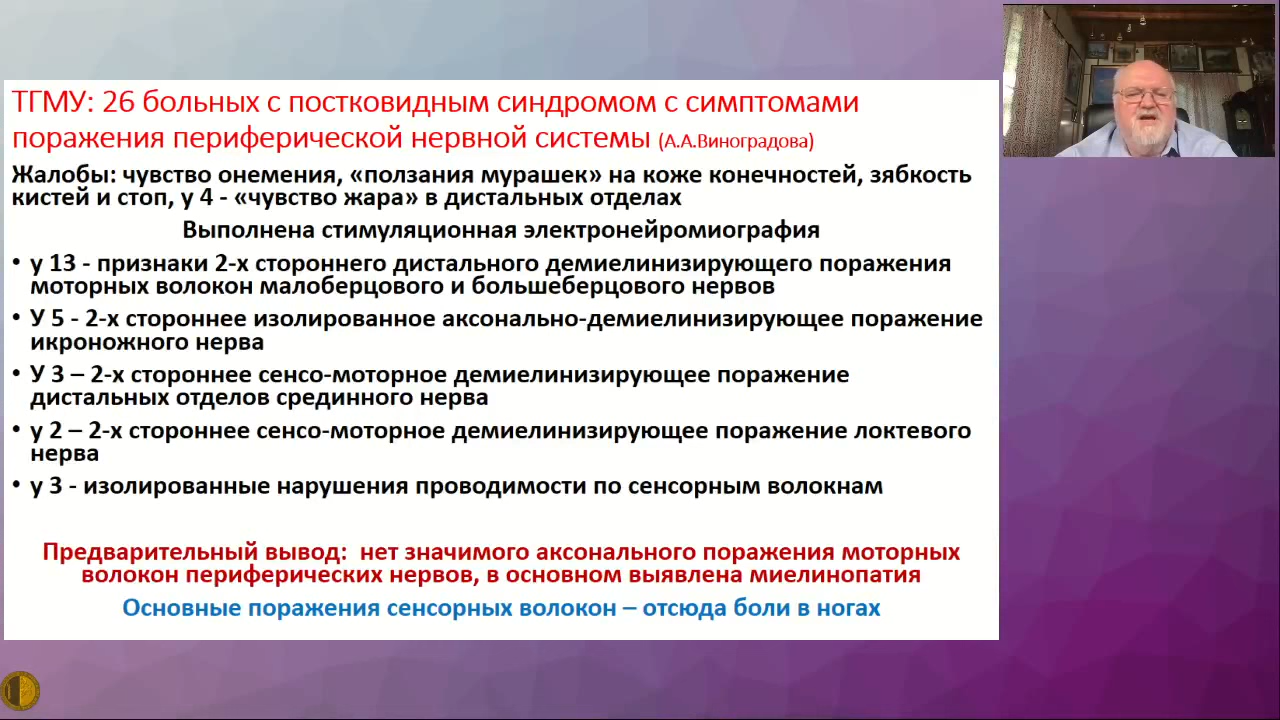 ТГМУ: 26 больных с постковидным синдромом с симптомами
поражения периферической нервной системы (А.А.Виноградова)
Жалобы: чувство онемения, «ползания мурашек» на коже конечностей, зябкость
кистей и стоп, у 4 - «чувство жара» в дистальных отделах
Выполнена стимуляционная электронейромиография
• у 13 - признаки 2-х стороннего дистального демиелинизирующего поражения
моторных волокон малоберцового и большеберцового нервов
• У 5 - 2-х стороннее изолированное аксонально-демиелинизирующее поражение
икроножного нерва
• У 3 – 2-х стороннее сенсо-моторное демиелинизирующее поражение
дистальных отделов срединного нерва
• у 2 – 2-х стороннее сенсо-моторное демиелинизирующее поражение локтевого
нерва
• у 3 - изолированные нарушения проводимости по сенсорным волокнам
Предварительный вывод: нет значимого аксонального поражения моторных
волокон периферических нервов, в основном выявлена миелинопатия
Основные поражения сенсорных волокон – отсюда боли в ногах